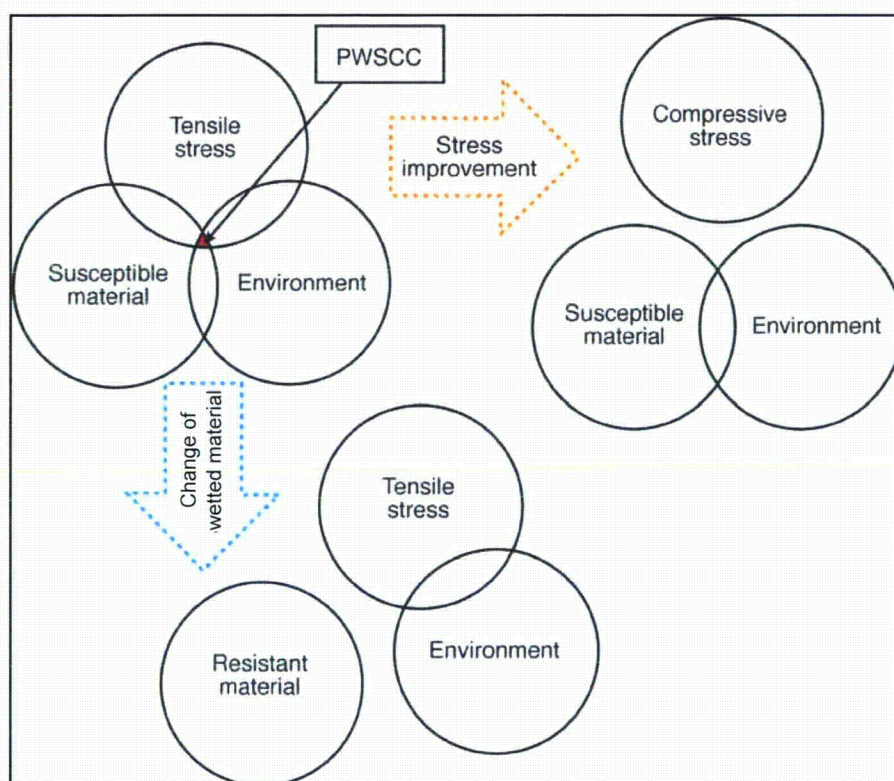 PWSCC
Tensile
stress
Susceptible
material
Environment
Stress
improvement
Compressive
stress
Susceptible
material
Environment
Change of
wetted material
Tensile
stress
Environment
Resistant
material